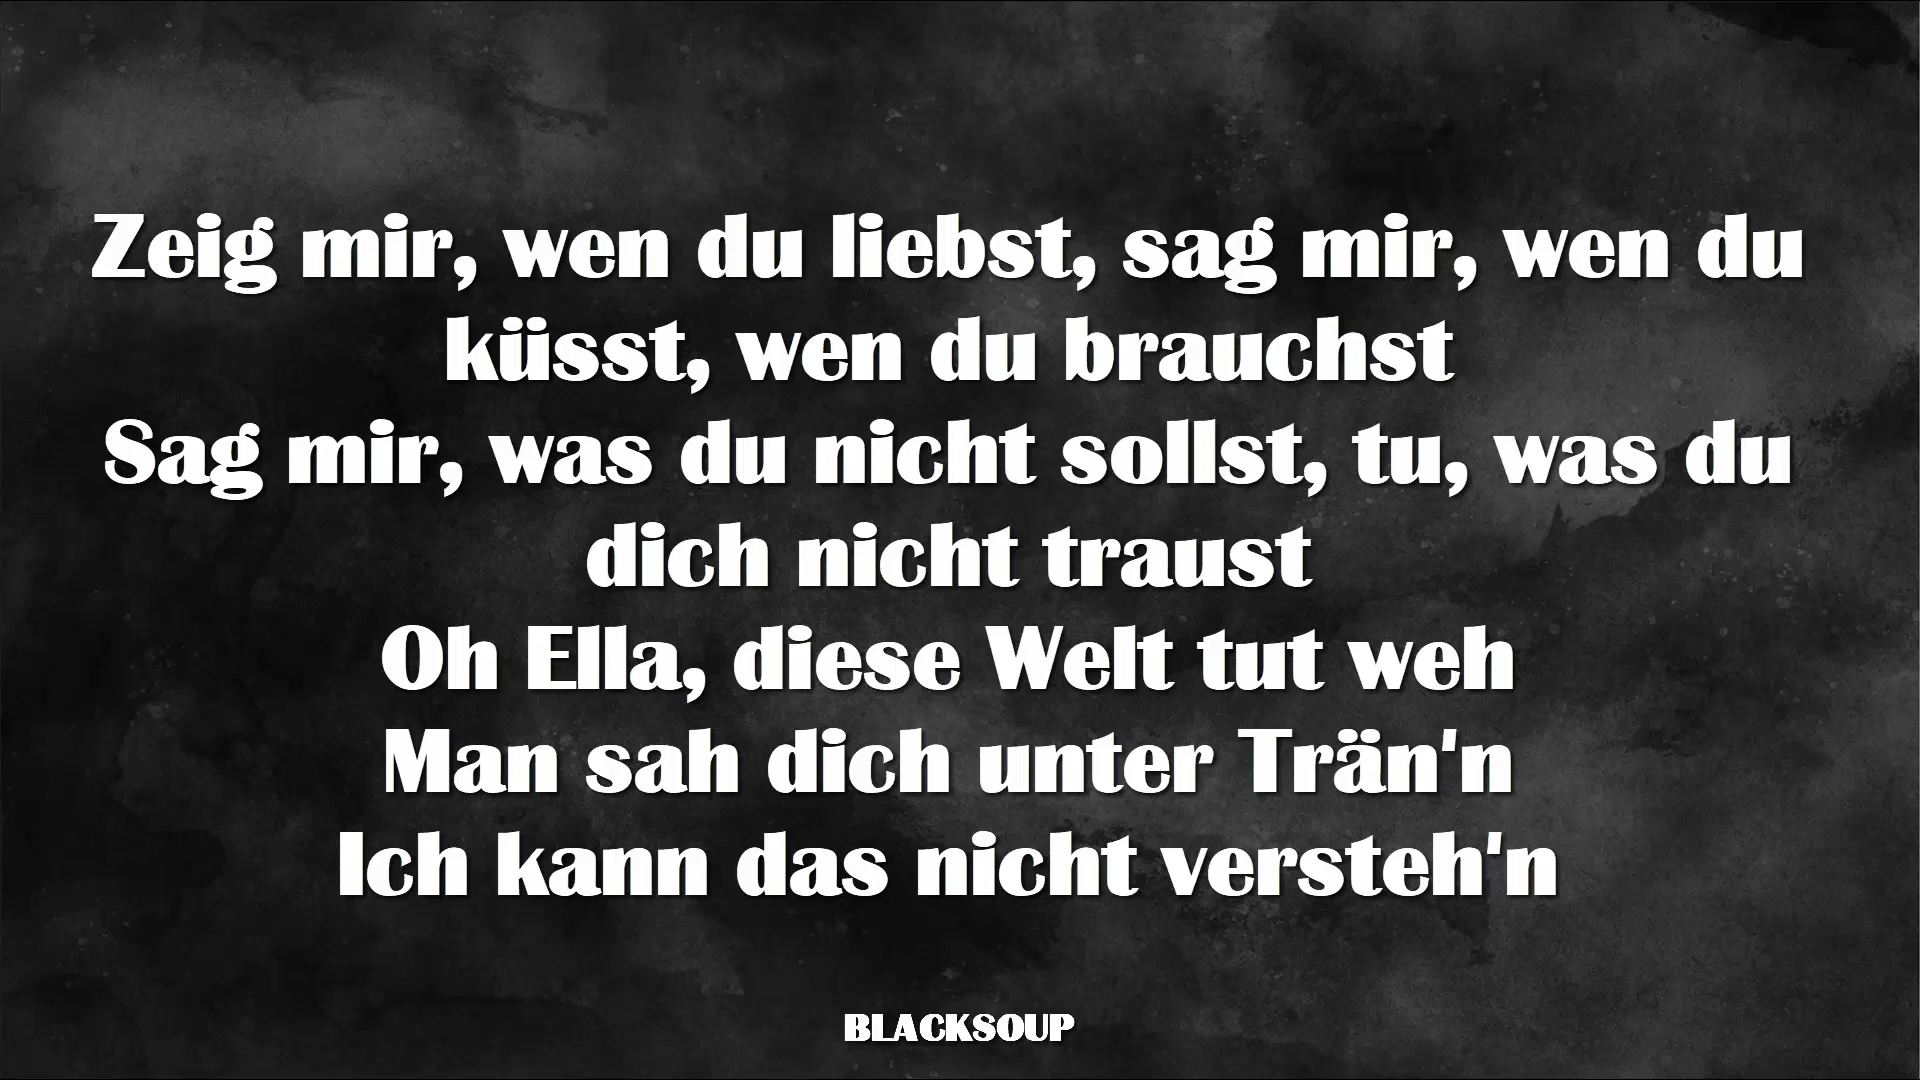 Zeig mir, wen du liebst, sag mir, wen du
küsst, wen du brauchst
Sag mir, was du nicht sollst, tu, was du
dich nicht traust
Oh Ella, diese Welt tut weh
Man sah dich unter Trän'n
Ich kann das nicht versteh'n
BLACKSOUP